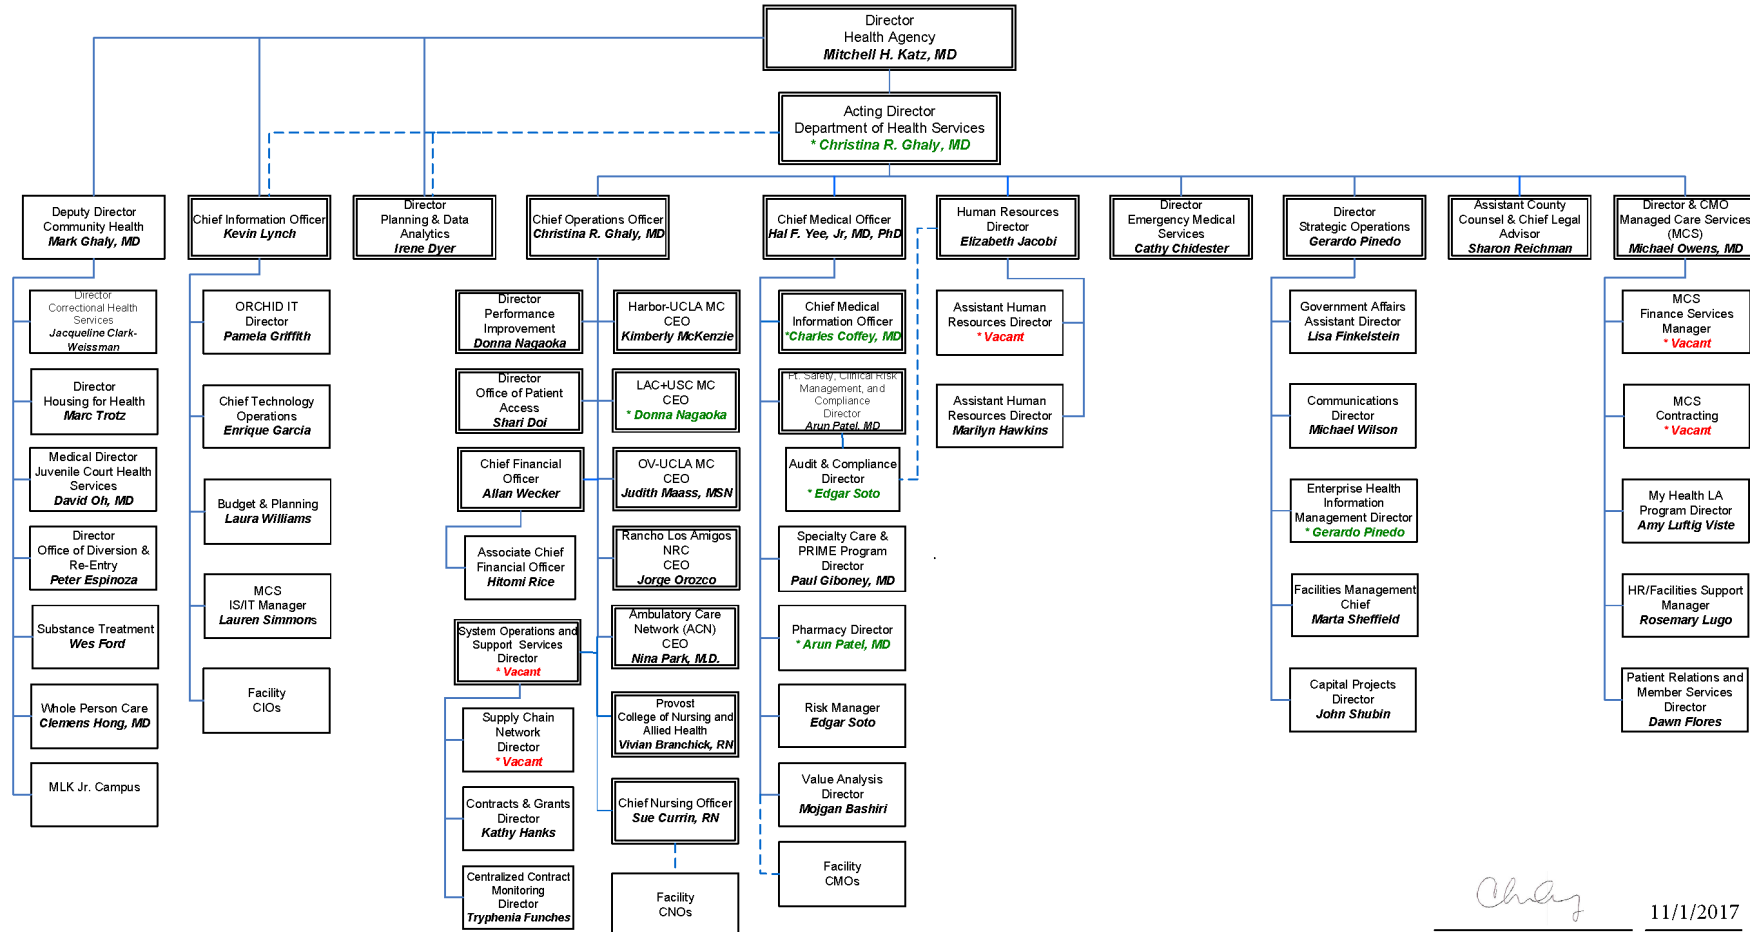 Director
Health Agency
Mitchell H. Katz, MD
Acting Director
Department of Health Services
* Christina R. Ghaly, MD
Deputy Director
Community Health
Mark Ghaly, MD
Chief Information Officer
Kevin Lynch
Director
Planning & Data
Analytics
Irene Dyer
Chief Operations Officer
Christina R. Ghaly, MD
Chief Medical Officer
Hal F. Yee, Jr, MD, PhD
Human Resources
Director
Elizabeth Jacobi
Director
Emergency Medical
Services
Cathy Chidester
Director
Strategic Operations
Gerardo Pinedo
Assistant County
Counsel & Chief Legal
Advisor
Sharon Reichman
Director & CMO
Managed Care Services
(MCS)
Michael Owens, MD
Director
Correctional Health
Services
Jacqueline Clark-
Weissman
Director
Housing for Health
Marc Trotz
Medical Director
Juvenile Court Health
Services
David Oh, MD
Director
Office of Diversion &
Re-Entry
Peter Espinoza
Substance Treatment
Wes Ford
Whole Person Care
Clemens Hong, MD
MLK Jr. Campus
ORCHID IT
Director
Pamela Griffith
Chief Technology
Operations
Enrique Garcia
Budget & Planning
Laura Williams
MCS
IS/IT Manager
Lauren Simmons
Facility
CIOs
Director
Performance
Improvement
Donna Nagaoka
Director
Office of Patient
Access
Shari Doi
Chief Financial
Officer
Allan Wecker
Associate Chief
Financial Officer
Hitomi Rice
System Operations and
Support Services
Director
* Vacant
Supply Chain
Network
Director
* Vacant
Contracts & Grants
Director
Kathy Hanks
Centralized Contract
Monitoring
Director
Tryphenia Funches
Harbor-UCLA MC
CEO
Kimberly McKenzie
LAC+USC MC
CEO
* Donna Nagaoka
OV-UCLA MC
CEO
Judith Maass, MSN
Rancho Los Amigos
NRC
CEO
Jorge Orozco
Ambulatory Care
Network (ACN)
CEO
Nina Park, M.D.
Provost
College of Nursing and
Allied Health
Vivian Branchick, RN
Chief Nursing Officer
Sue Currin, RN
Facility
CNOs
Chief Medical
Information Officer
*Charles Coffey, MD
Pt. Safety, Clinical Risk
Management, and
Compliance
Director
Arun Patel, MD
Audit & Compliance
Director
* Edgar Soto
Specialty Care &
PRIME Program
Director
Paul Giboney, MD
Pharmacy Director
* Arun Patel, MD
Risk Manager
Edgar Soto
Value Analysis
Director
Mojgan Bashiri
Facility
CMOs
Assistant Human
Resources Director
* Vacant
Assistant Human
Resources Director
Marilyn Hawkins
Government Affairs
Assistant Director
Lisa Finkelstein
Communications
Director
Michael Wilson
Enterprise Health
Information
Management Director
* Gerardo Pinedo
Facilities Management
Chief
Marta Sheffield
Capital Projects
Director
John Shubin
MCS
Finance Services
Manager
* Vacant
MCS
Contracting
* Vacant
My Health LA
Program Director
Amy Luftig Viste
HR/Facilities Support
Manager
Rosemary Lugo
Patient Relations and
Member Services
Director
Dawn Flores
11/1/2017